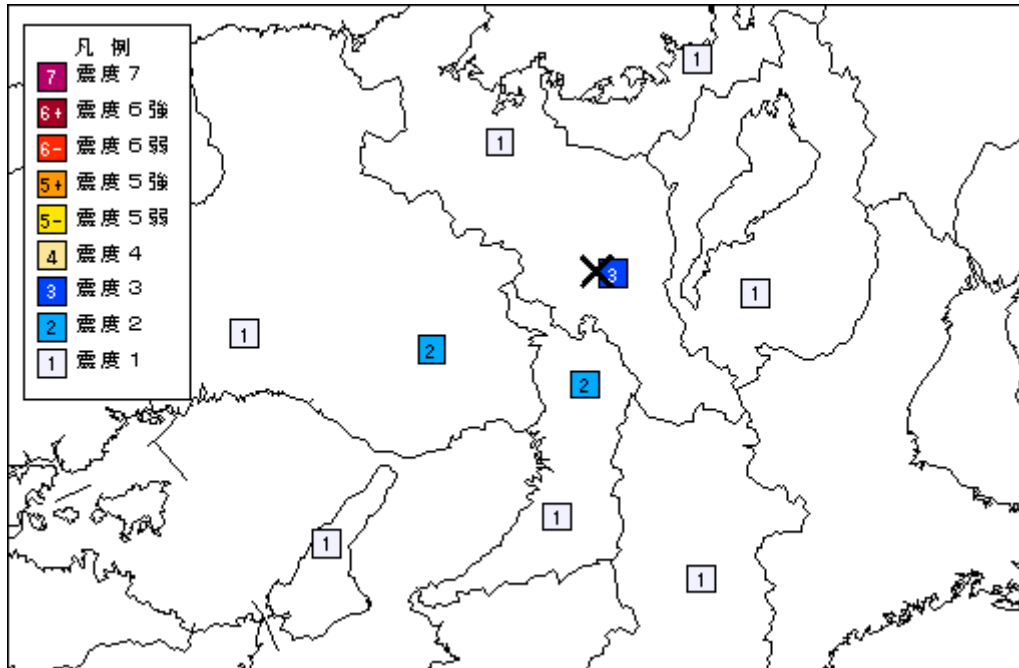 凡 例
7 震度７
6+ 震度６強
6- 震度６弱
5+ 震度５強
5- 震度５弱
4 震度４
3 震度３
2 震度２
1 震度１
1
1
3
1
1
2
2
1
1
1